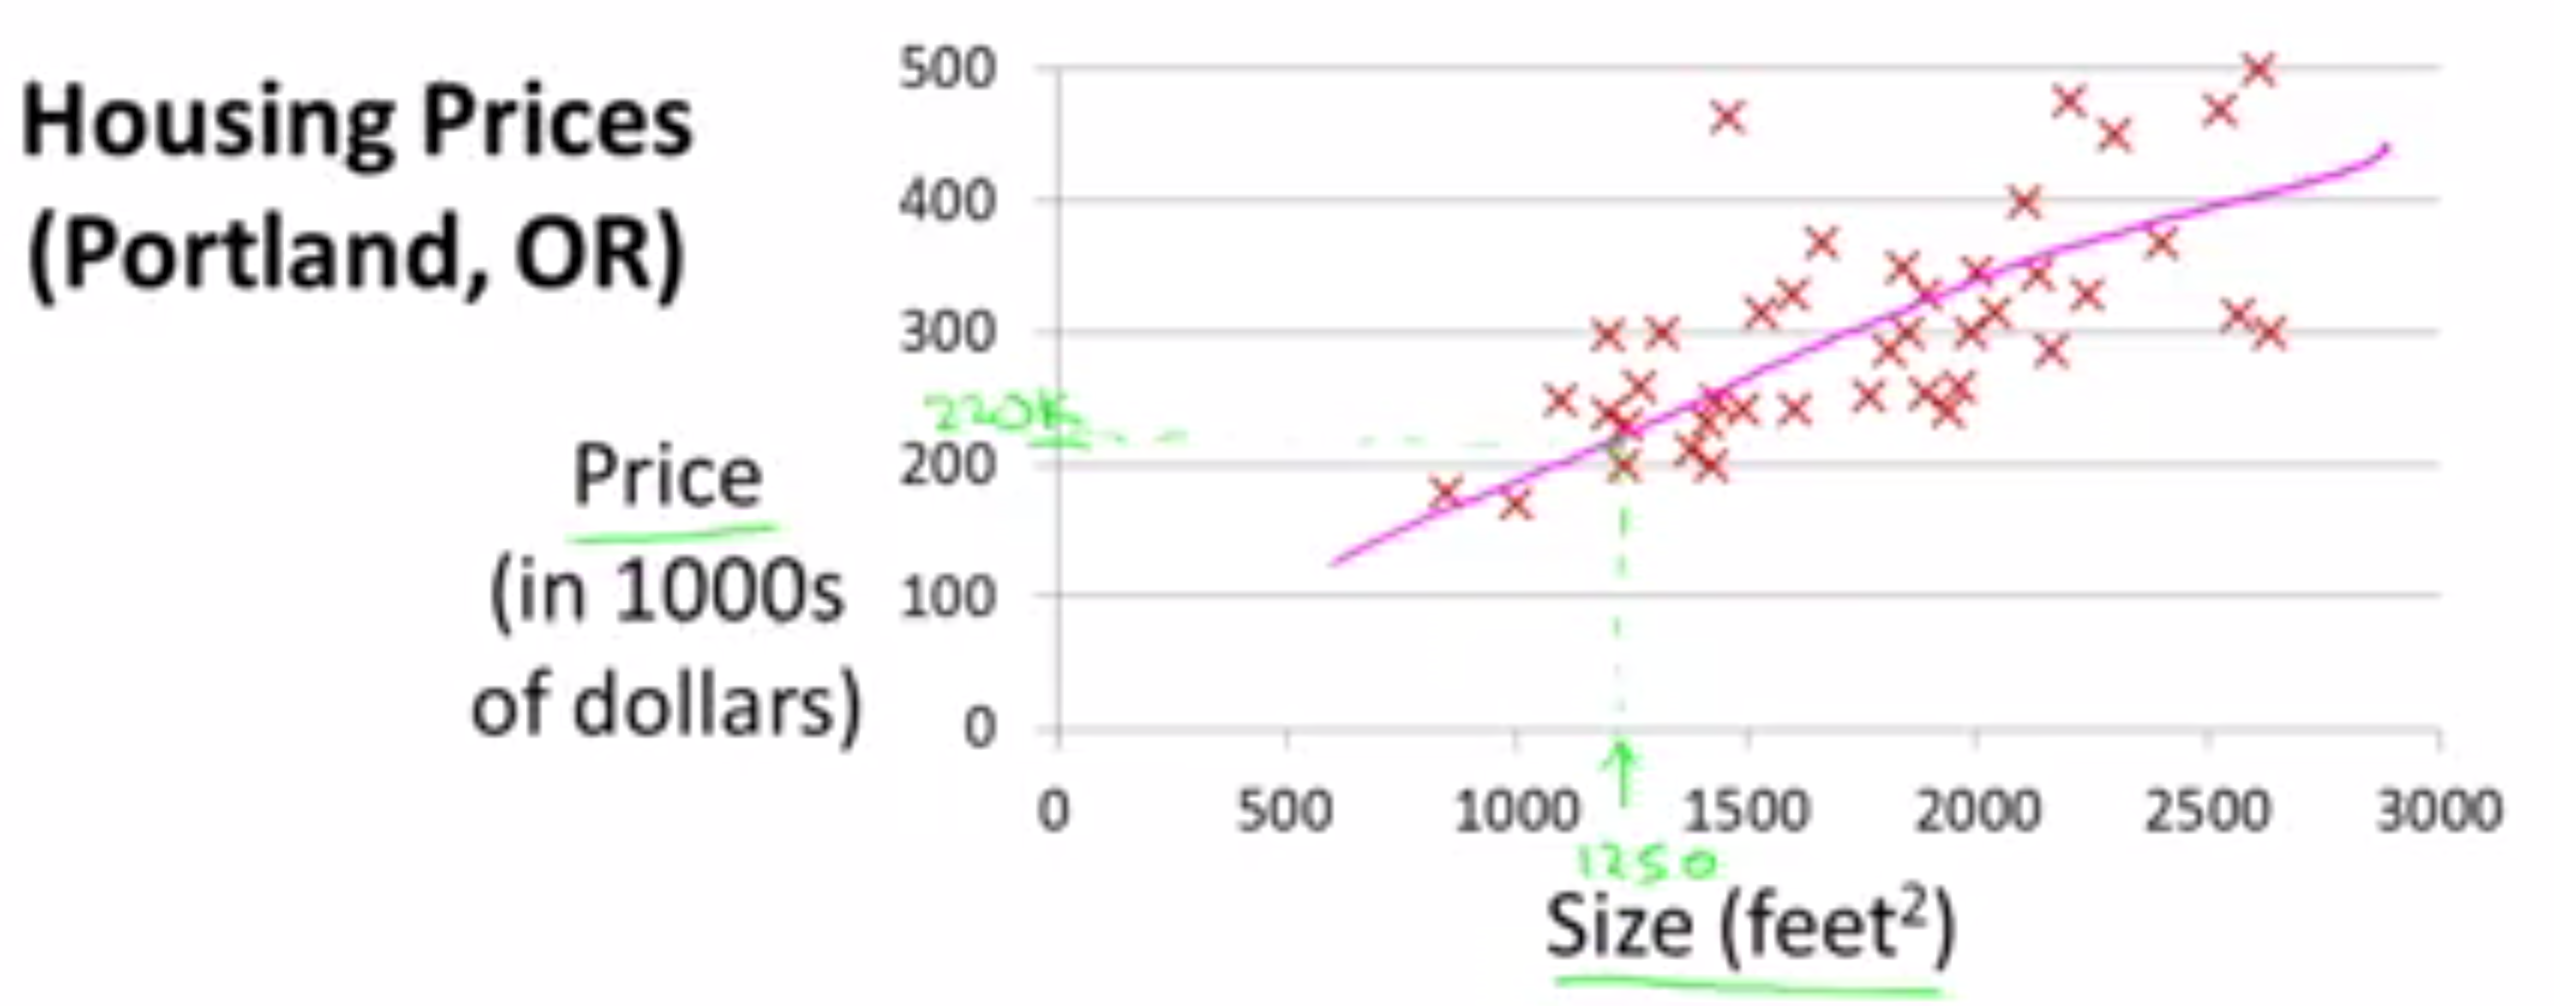 Housing Prices
(Portland, OR)
Price
(in 1000s
of dollars)
500
400
300
220K
200
100
0
0 500 1000 1500 2000 2500 3000
1250
Size (feet²)